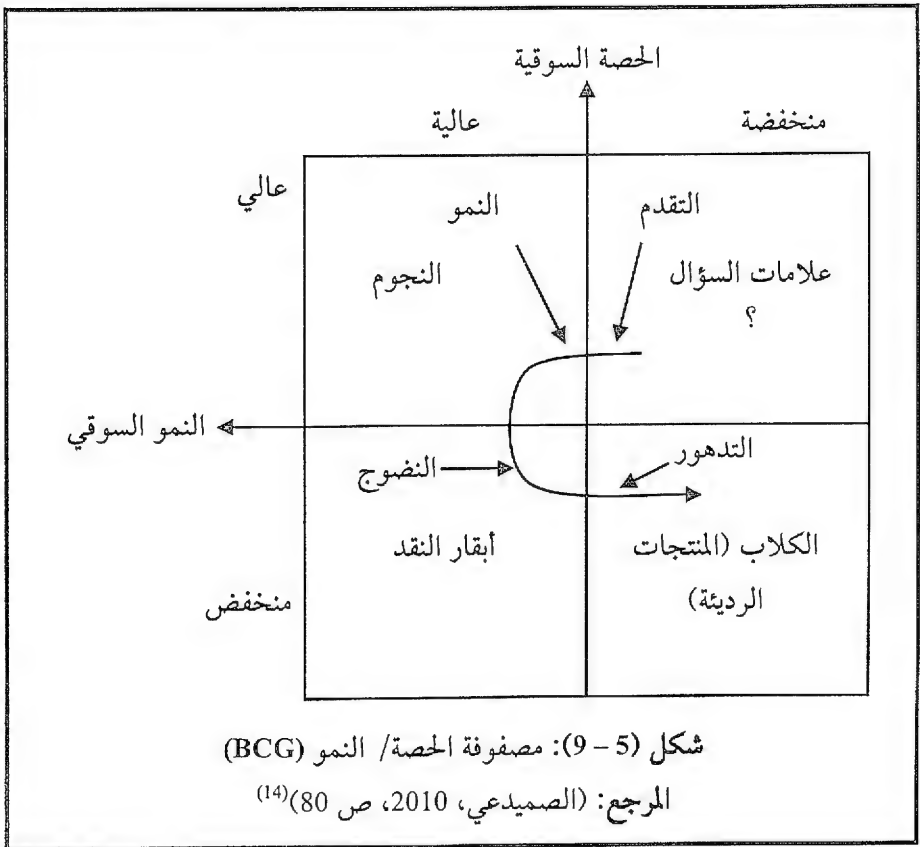 الحصة السوقية
منخفضة
عالية
عالي
التقدم
النمو
علامات السؤال
؟
النجوم
النمو السوقي
التدهور
النضوج
الكلاب (المنتجات
الرديئة)
أبقار النقد
منخفض
شكل (5 – 9): مصفوفة الحصة/ النمو (BCG)
المرجع: (الصميدعي، 2010، ص 80)(14)